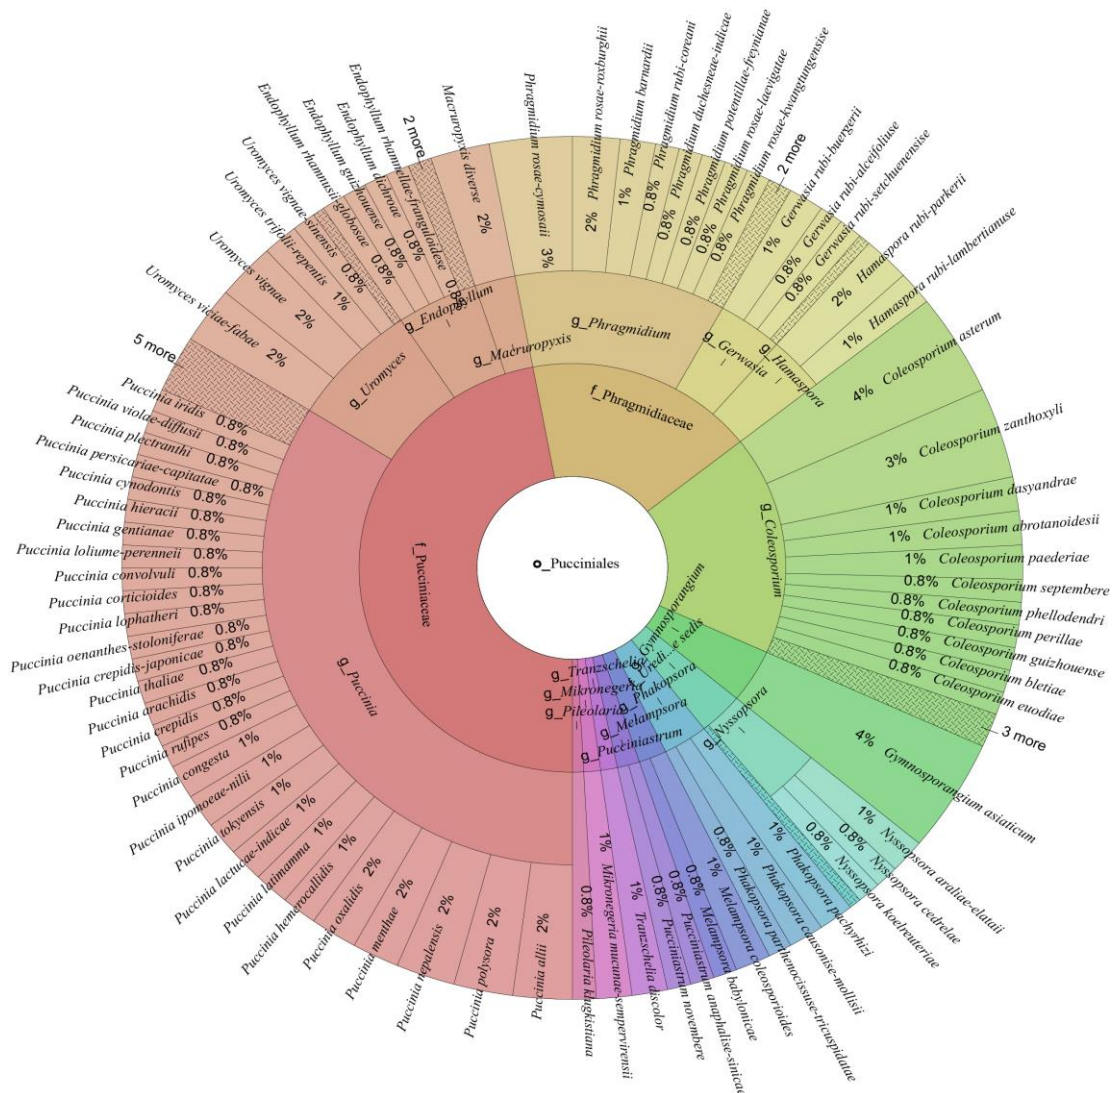 o_Pucciniales
f_Pucciniaceae
f_Phragmidiaceae
g_Coleosporium
g_Gymnosporangium
f_Uredi...e sedis
g_Nyssopsora
g_Phakopsora
g_Melampsora
g_Pucciniastrum
g_Tranzschelia
g_Mikronegeria
g_Pileolaria
g_Puccinia
g_Uromyces
g_Endophyllum
g_Macruropyxis
g_Phragmidium
g_Gerwasia
g_Hamaspora
3% Phragmidium rosae-cymosaii
2% Phragmidium rosae-roxburghii
1% Phragmidium barnardii
0.8% Phragmidium rubi-coreani
0.8% Phragmidium duchesneae-indicae
0.8% Phragmidium potentillae-freynianae
0.8% Phragmidium rosae-laevigatae
0.8% Phragmidium rosae-kwangtungensise
2 more
1% Gerwasia rubi-buergerii
0.8% Gerwasia rubi-alceifoliuse
0.8% Gerwasia rubi-setchuenensise
2% Hamaspora rubi-parkerii
1% Hamaspora rubi-lambertianuse
4% Coleosporium asterum
3% Coleosporium zanthoxyli
1% Coleosporium dasyandrae
1% Coleosporium abrotanoidesii
1% Coleosporium paederiae
0.8% Coleosporium septembere
0.8% Coleosporium phellodendri
0.8% Coleosporium perillae
0.8% Coleosporium guizhouense
0.8% Coleosporium bletiae
0.8% Coleosporium euodiae
3 more
4% Gymnosporangium asiaticum
1% Nyssopsora araliae-elataii
0.8% Nyssopsora cedrelae
0.8% Nyssopsora koelreuteriae
1% Phakopsora pachyrhizi
1% Phakopsora causonise-mollisii
0.8% Phakopsora parthenocissuse-tricuspidatae
1% Melampsora coleosporioides
0.8% Melampsora babylonicae
0.8% Pucciniastrum anaphalise-sinicae
0.8% Pucciniastrum novembere
1% Tranzschelia discolor
1% Mikronegeria mucunae-sempervirensii
0.8% Pileolaria klugkistiana
Puccinia allii 2%
Puccinia polysora 2%
Puccinia nepalensis 2%
Puccinia menthae 2%
Puccinia oxalidis 2%
Puccinia hemerocallidis 1%
Puccinia latimamma 1%
Puccinia lactucae-indicae 1%
Puccinia tokyensis 1%
Puccinia ipomoeae-nilii 1%
Puccinia congesta 1%
Puccinia rufipes 0.8%
Puccinia crepidis 0.8%
Puccinia arachidis 0.8%
Puccinia thaliae 0.8%
Puccinia crepidis-japonicae 0.8%
Puccinia oenanthes-stoloniferae 0.8%
Puccinia lophatheri 0.8%
Puccinia corticioides 0.8%
Puccinia convolvuli 0.8%
Puccinia loliume-perenneii 0.8%
Puccinia gentianae 0.8%
Puccinia hieracii 0.8%
Puccinia cynodontis 0.8%
Puccinia persicariae-capitatae 0.8%
Puccinia plectranthi 0.8%
Puccinia violae-diffusii 0.8%
Puccinia iridis 0.8%
5 more
Uromyces viciae-fabae 2%
Uromyces vignae 2%
Uromyces trifolii-repentis 1%
Uromyces vignae-sinensis 0.8%
Endophyllum rhamnusii-globosae 0.8%
Endophyllum guizhouense 0.8%
Endophyllum dichroae 0.8%
Endophyllum rhamnellae-franguloidese 0.8%
2 more
Macruropyxis diverse 2%